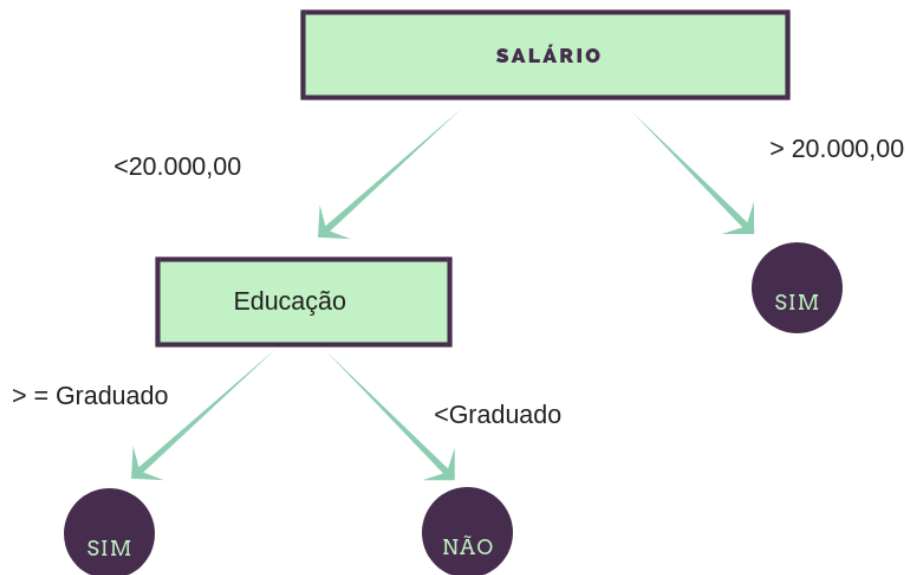 SALÁRIO
<20.000,00
> 20.000,00
Educação
SIM
> = Graduado
<Graduado
SIM
NÃO